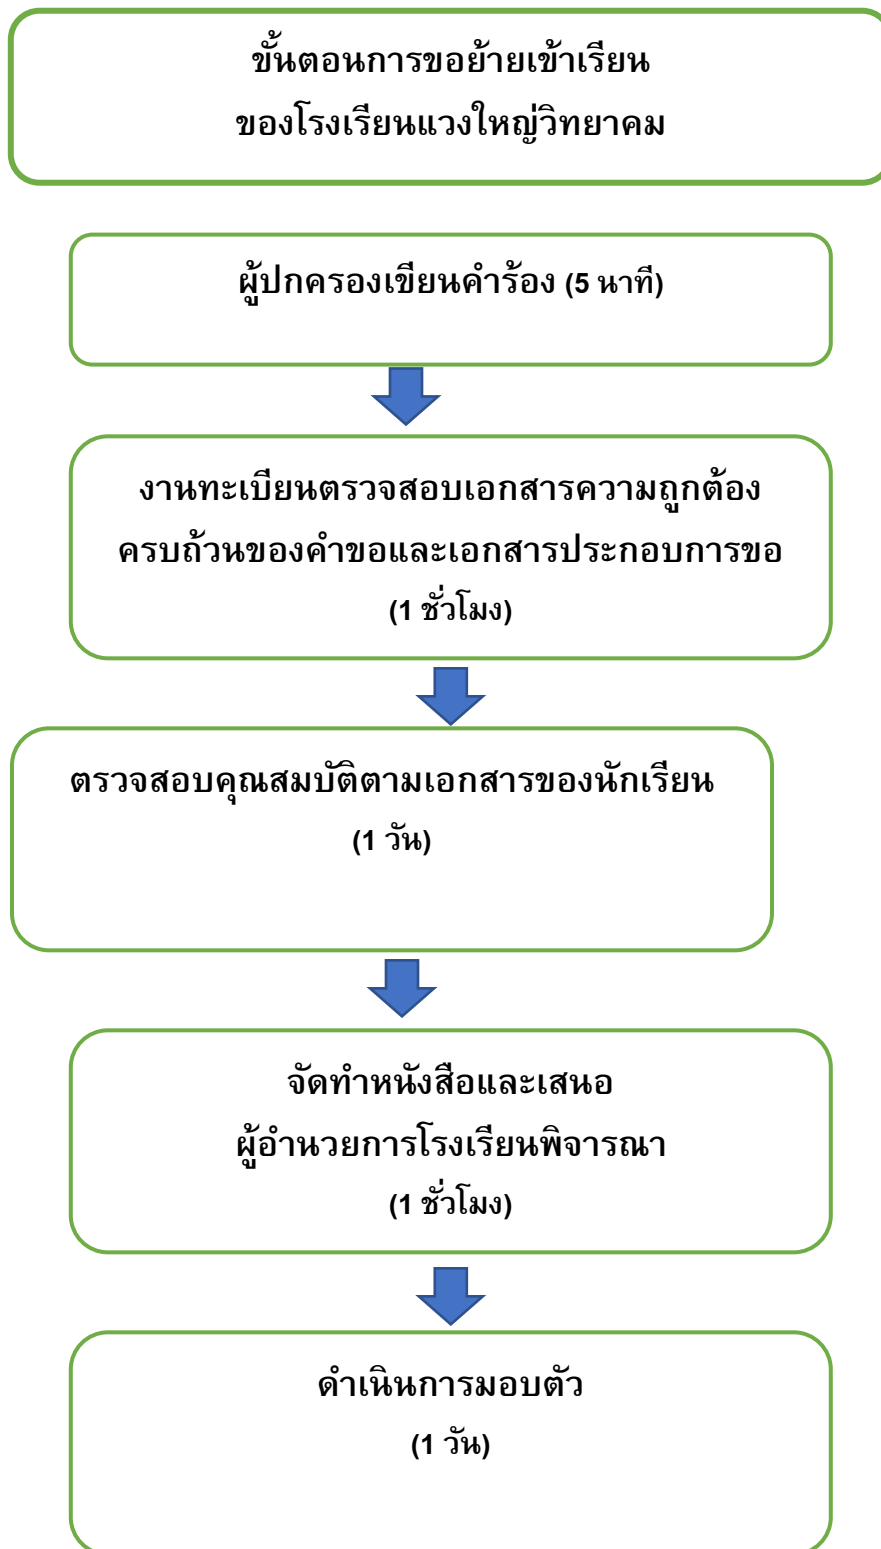 ขั้นตอนการขอย้ายเข้าเรียน
ของโรงเรียนแวงใหญ่วิทยาคม
ผู้ปกครองเขียนคำร้อง (5 นาที)
งานทะเบียนตรวจสอบเอกสารความถูกต้อง
ครบถ้วนของคำขอและเอกสารประกอบการขอ
(1 ชั่วโมง)
ตรวจสอบคุณสมบัติตามเอกสารของนักเรียน
(1 วัน)
จัดทำหนังสือและเสนอ
ผู้อำนวยการโรงเรียนพิจารณา
(1 ชั่วโมง)
ดำเนินการมอบตัว
(1 วัน)